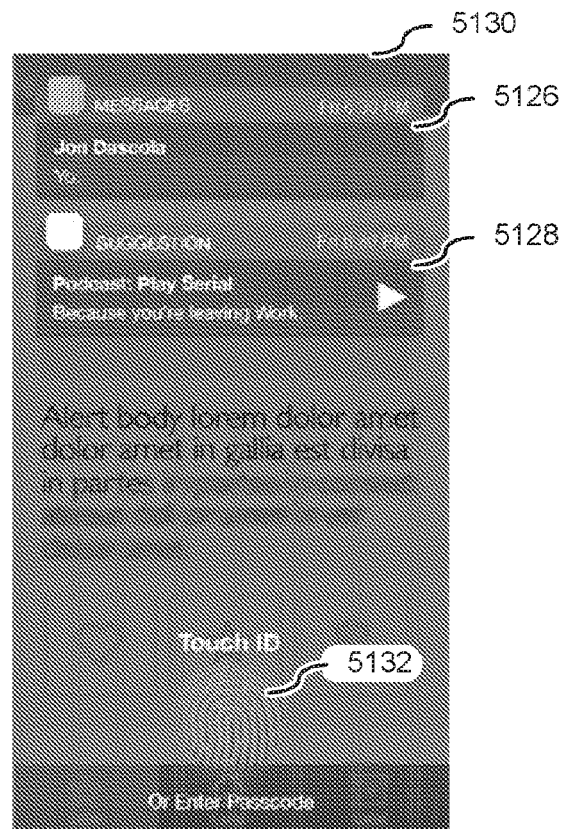 5130
MESSAGES
5126
Jon Dascola
Yo.
SUGGESTION
5128
Podcast: Play Serial
Because you're leaving Work
Alert body lorem dolor amet
dolor amet in gallia est divisa
in partes
Touch ID
5132
Or Enter Passcode